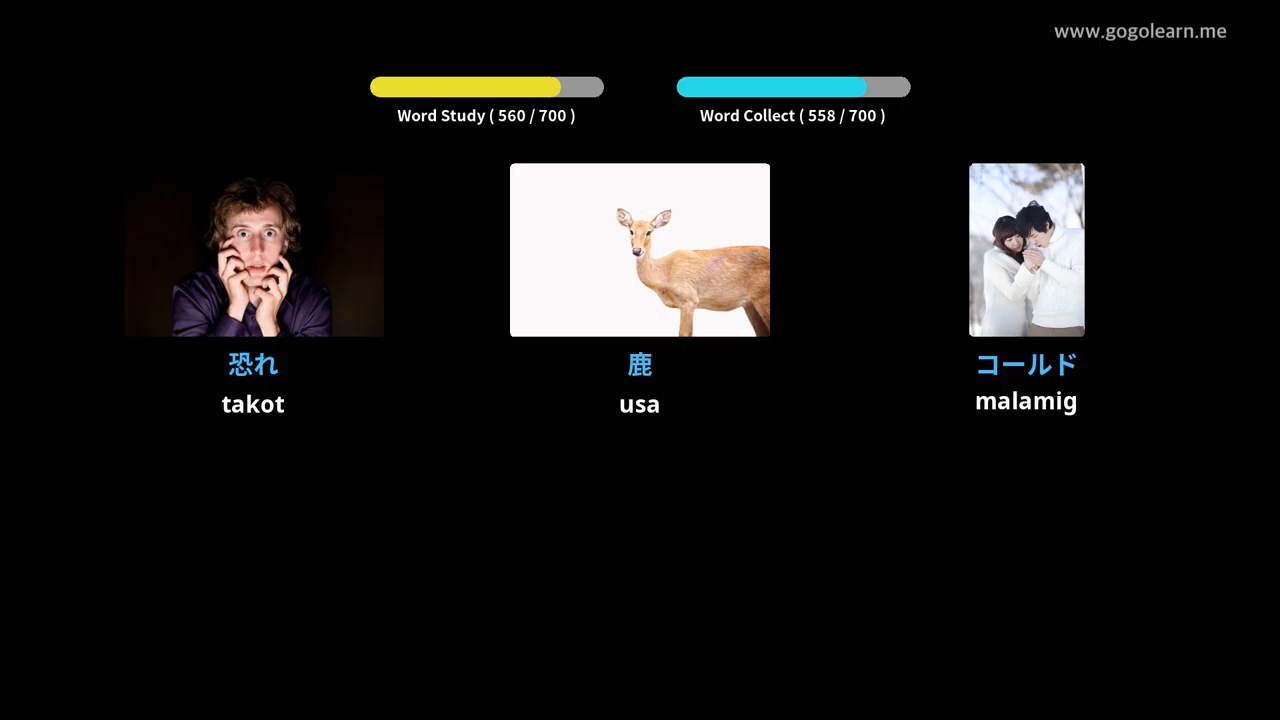 www.gogolearn.me
Word Study ( 560 / 700 )
Word Collect ( 558 / 700 )
恐れ
鹿
コールド
takot
usa
malamig